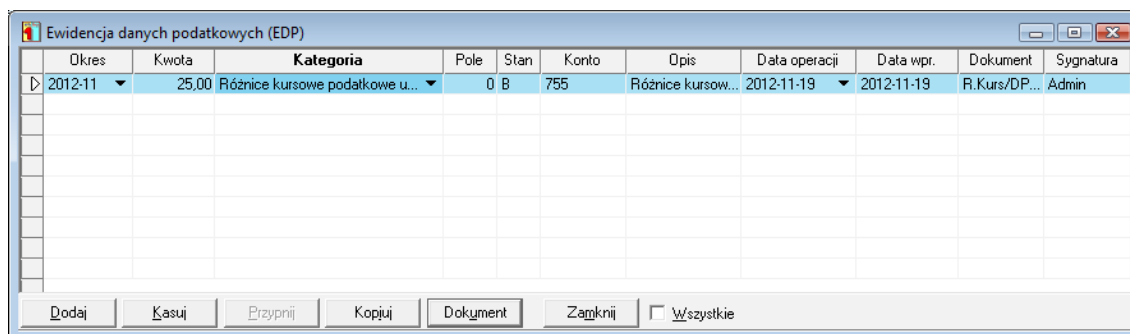 Ewidencja danych podatkowych (EDP)
Okres Kwota Kategoria Pole Stan Konto Opis Data operacji Data wpr. Dokument Sygnatura
2012-11 25,00 Różnice kursowe podatkowe u... 0 B 755 Różnice kursow... 2012-11-19 2012-11-19 R.Kurs/DP... Admin
Dodaj Kasuj Przypnij Kopiuj Dokument Zamknij Wszystkie